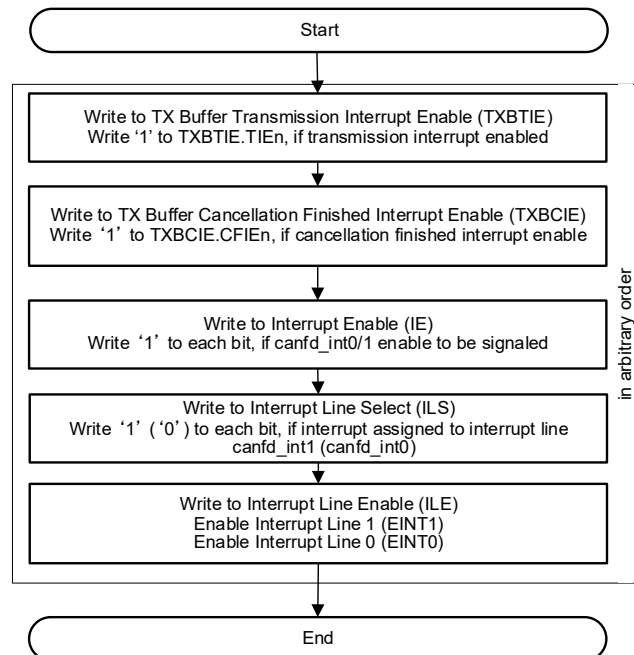 Start
Write to TX Buffer Transmission Interrupt Enable (TXBTIE)
Write ‘1’ to TXBTIE.TIEn, if transmission interrupt enabled
Write to TX Buffer Cancellation Finished Interrupt Enable (TXBCIE)
Write ‘1’ to TXBCIE.CFIEn, if cancellation finished interrupt enable
Write to Interrupt Enable (IE)
Write ‘1’ to each bit, if canfd_int0/1 enable to be signaled
Write to Interrupt Line Select (ILS)
Write ‘1’ (‘0’) to each bit, if interrupt assigned to interrupt line
canfd_int1 (canfd_int0)
Write to Interrupt Line Enable (ILE)
Enable Interrupt Line 1 (EINT1)
Enable Interrupt Line 0 (EINT0)
in arbitrary order
End